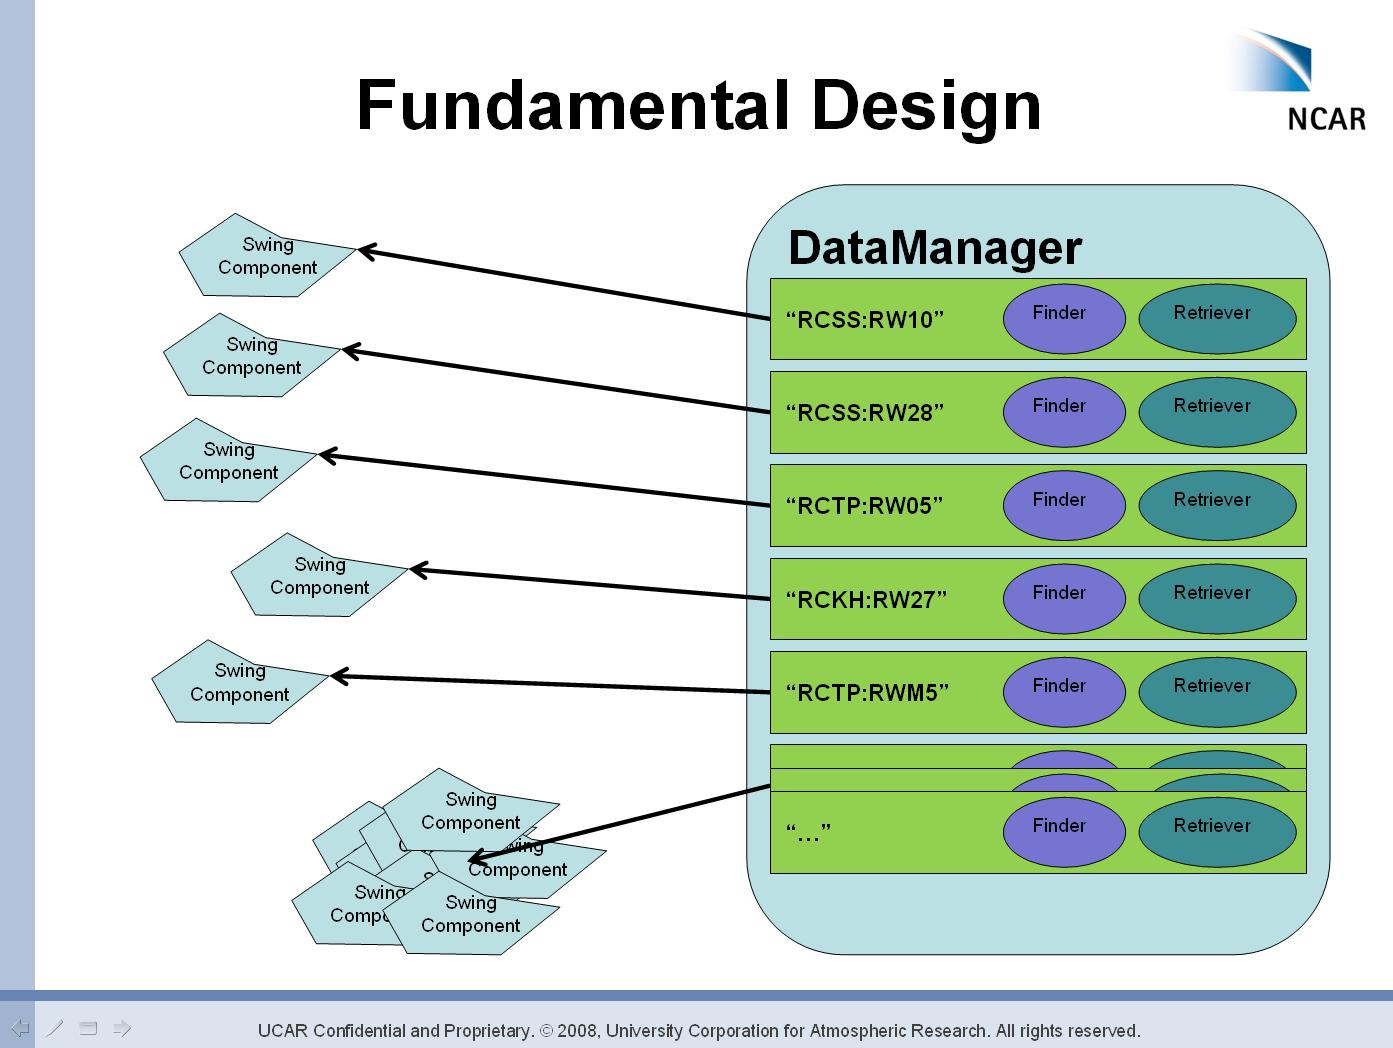 Fundamental Design
NCAR
DataManager
Swing
Component
“RCSS:RW10”
Finder
Retriever
Swing
Component
“RCSS:RW28”
Finder
Retriever
Swing
Component
“RCTP:RW05”
Finder
Retriever
Swing
Component
“RCKH:RW27”
Finder
Retriever
Swing
Component
“RCTP:RWM5”
Finder
Retriever
Swing
Component
Component
Swing
Swing
Component
“…”
Finder
Retriever
UCAR Confidential and Proprietary. © 2008, University Corporation for Atmospheric Research. All rights reserved.